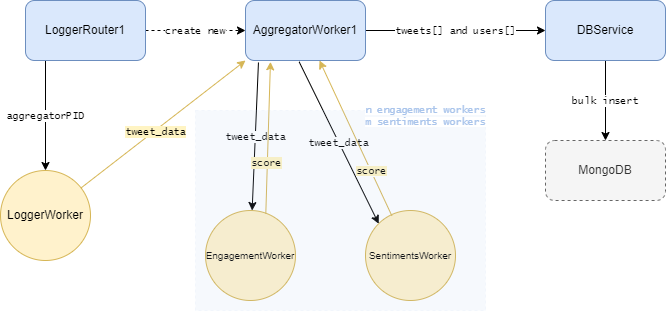 LoggerRouter1
create new
AggregatorWorker1
tweets[] and users[]
DBService
aggregatorPID
tweet_data
n engagement workers
m sentiments workers
bulk insert
tweet_data
tweet_data
score
score
MongoDB
LoggerWorker
EngagementWorker
SentimentsWorker